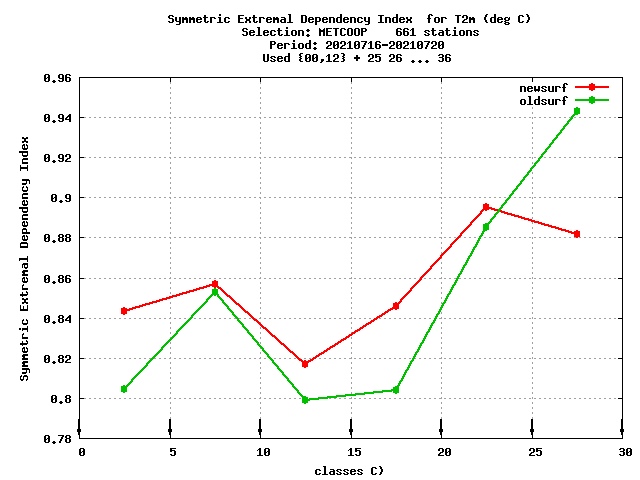 Symmetric Extremal Dependency Index  for T2m (deg C)
Selection: METCOOP    661 stations
Period: 20210716-20210720
Used {00,12} + 25 26 ... 36
newsurf
oldsurf
Symmetric Extremal Dependency Index
0.96
0.94
0.92
0.9
0.88
0.86
0.84
0.82
0.8
0.78
0 5 10 15 20 25 30
classes C)